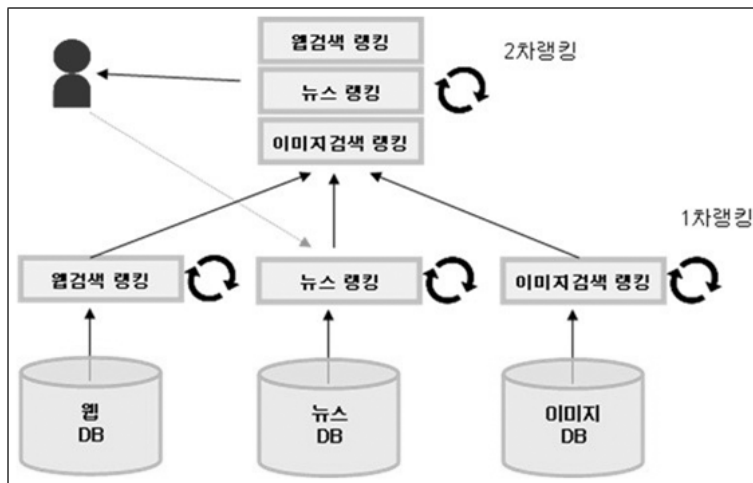 웹검색 랭킹
2차랭킹
뉴스 랭킹
이미지검색 랭킹
1차랭킹
웹검색 랭킹
뉴스 랭킹
이미지검색 랭킹
웹
DB
뉴스
DB
이미지
DB